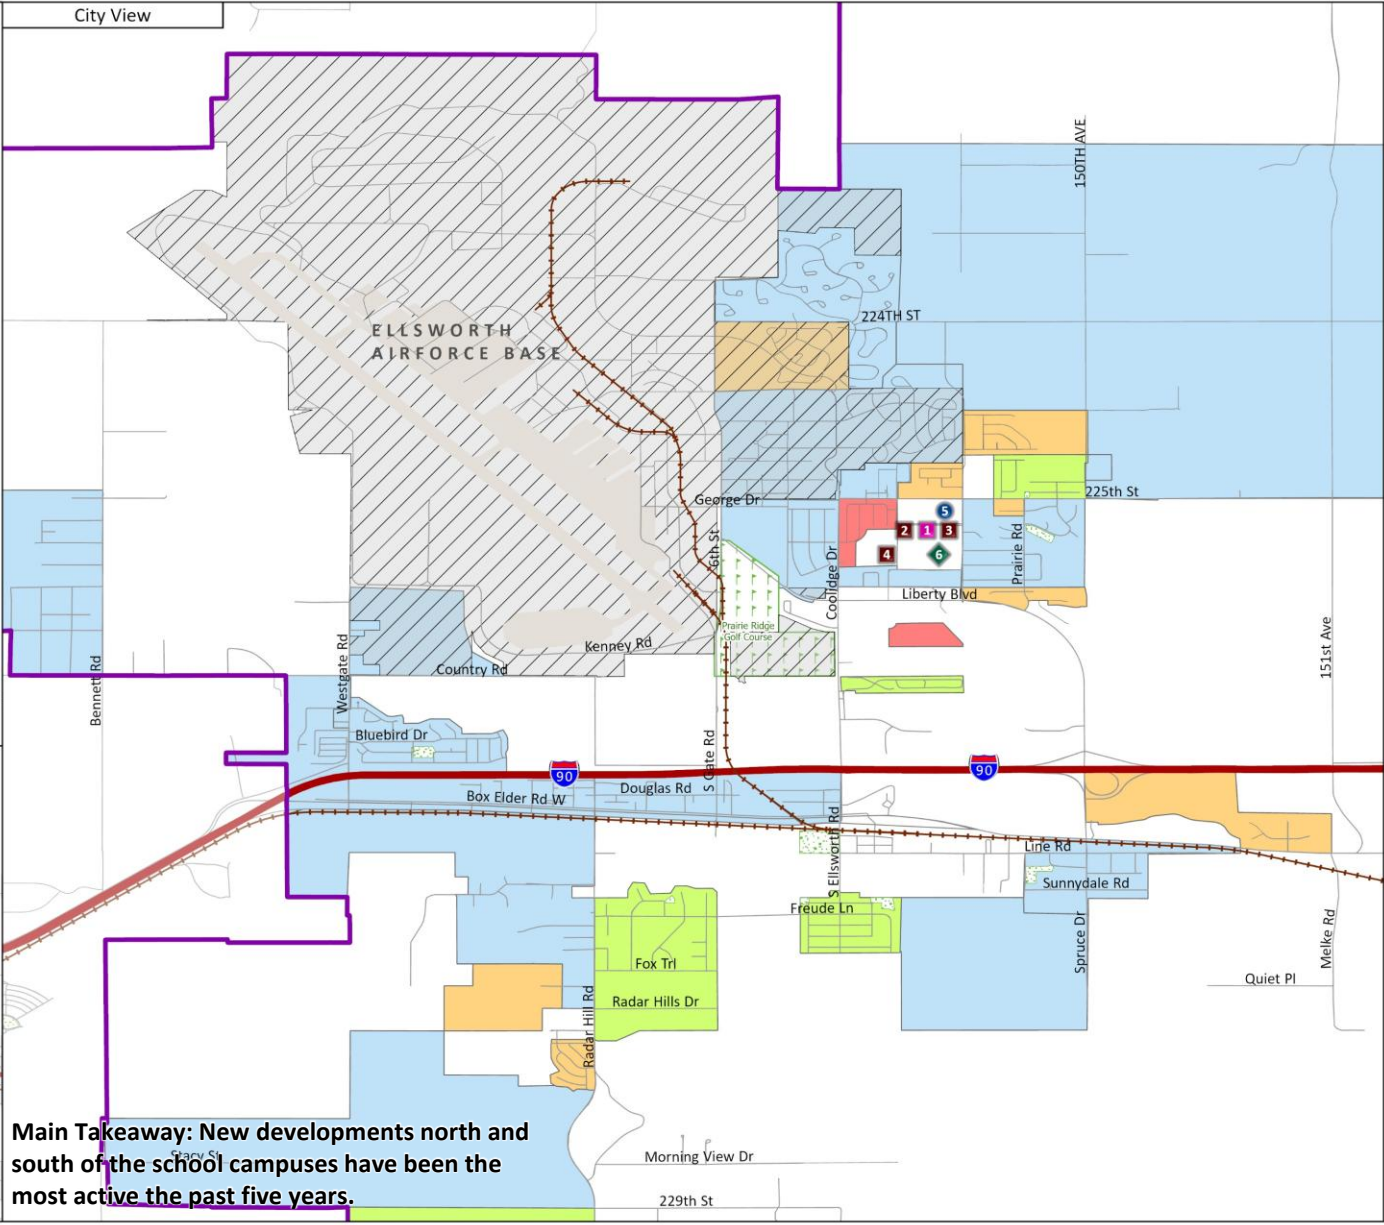 City View
150TH AVE
ELLSWORTH
AIRFORCE BASE
224TH ST
225th St
George Dr
5
2
1
3
4
6
6th St
Coolidge Dr
Prairie Rd
Liberty Blvd
Prairie Ridge
Golf Course
Kenney Rd
Country Rd
Westgate Rd
Bennett Rd
151st Ave
Bluebird Dr
S Gate Rd
90
90
Douglas Rd
Box Elder Rd W
S Ellsworth Rd
Line Rd
Sunnydale Rd
Freude Ln
Spruce Dr
Melke Rd
Fox Trl
Quiet Pl
Radar Hills Dr
Radar Hill Rd
Main Takeaway: New developments north and
south of the school campuses have been the
most active the past five years.
Stacy St
Morning View Dr
229th St